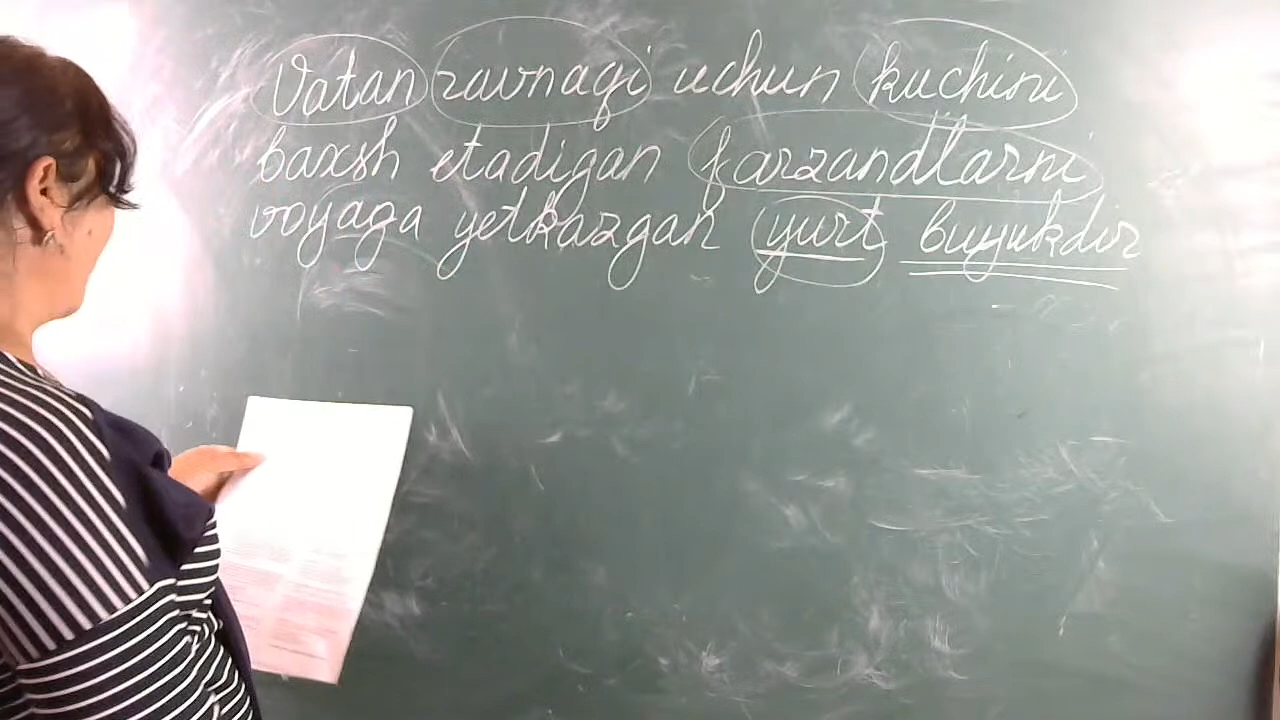 Vatan ravnaqi uchun kuchini
baxsh etadigan farzandlarni
voyaga yetkazgan yurt buyukdir